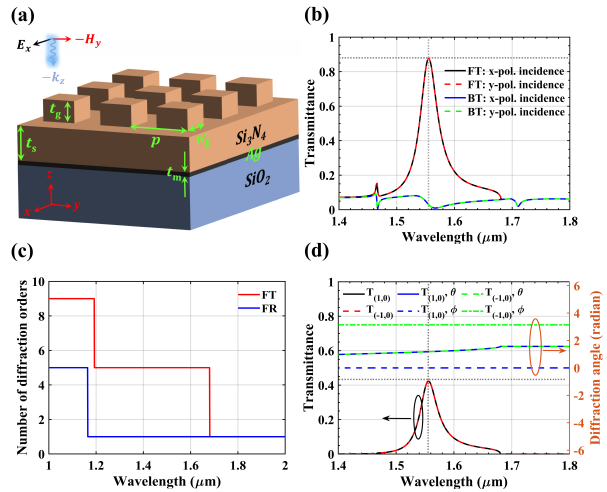 (a)
E_x
−H_y
−k_z
t_g
t_s
p
Si₃N₄
Ag
t_m
SiO₂
z
x
y
(b)
Transmittance
1
0.8
0.6
0.4
0.2
0
FT: x-pol. incidence
FT: y-pol. incidence
BT: x-pol. incidence
BT: y-pol. incidence
1.4 1.5 1.6 1.7 1.8
Wavelength (μm)
(c)
Number of diffraction orders
10
8
6
4
2
0
FT
FR
1 1.2 1.4 1.6 1.8 2
Wavelength (μm)
(d)
T_(1,0) T_(1,0), θ T_(-1,0), θ
T_(-1,0) T_(1,0), ϕ T_(-1,0), ϕ
Transmittance
1
0.8
0.6
0.4
0.2
0
6
4
2
0
-2
-4
-6
Diffraction angle (radian)
1.4 1.5 1.6 1.7 1.8
Wavelength (μm)